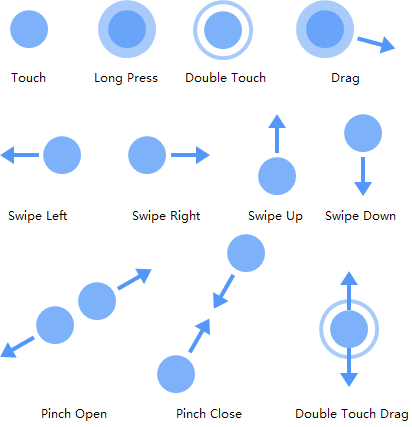 Touch
Long Press
Double Touch
Drag
Swipe Left
Swipe Right
Swipe Up
Swipe Down
Pinch Open
Pinch Close
Double Touch Drag